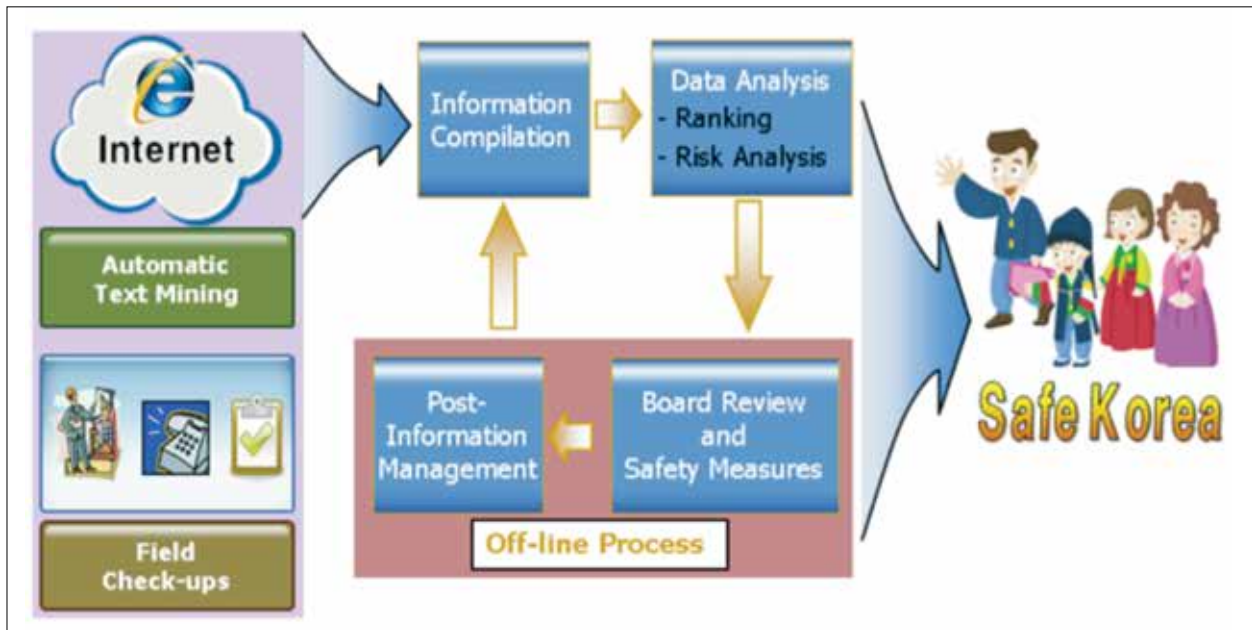 Internet
Automatic
Text Mining
Field
Check-ups
Information
Compilation
Data Analysis
- Ranking
- Risk Analysis
Board Review
and
Safety Measures
Post-
Information
Management
Off-line Process
Safe Korea